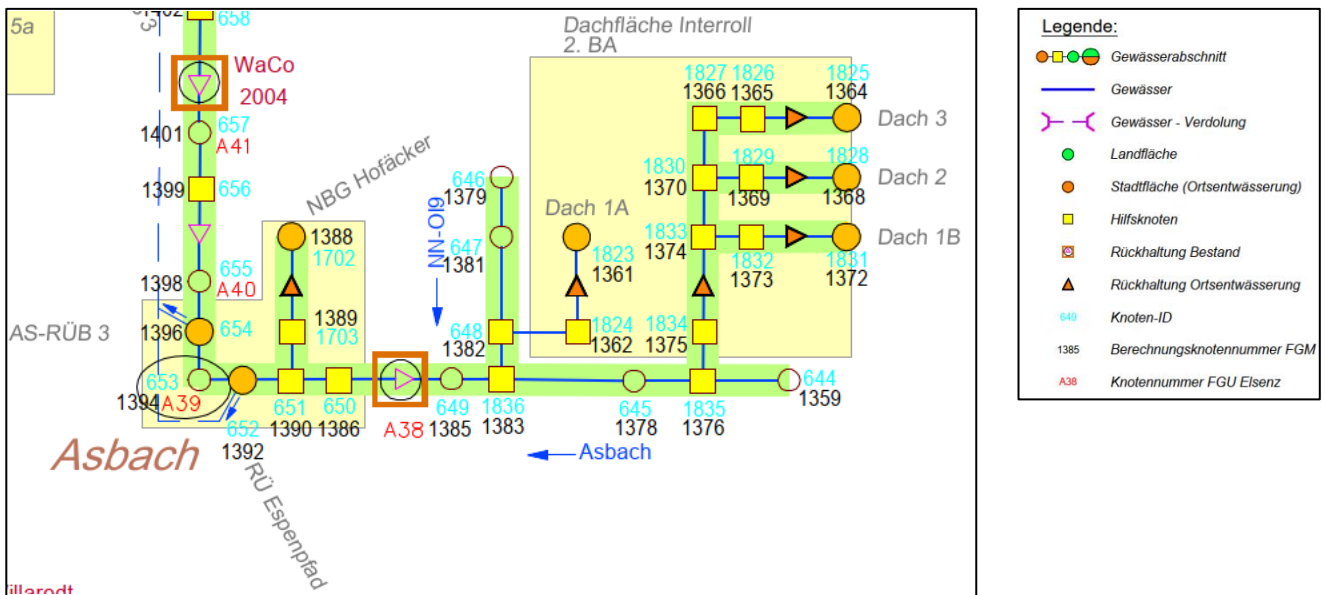 5a
1402
658
53
WaCo
2004
1401
657
A41
1399
656
1398
655
A40
AS-RÜB 3
1396
654
653
1394
A39
652
1392
Asbach
RÜ Espenpfad
NBG Hofäcker
1388
1702
1389
1703
651
1390
650
1386
A38
649
1385
NN-OI9
646
1379
647
1381
648
1382
1836
1383
Asbach
Dachfläche Interroll
2. BA
Dach 1A
1823
1361
1824
1362
1827
1366
1826
1365
1825
1364
Dach 3
1830
1370
1829
1369
1828
1368
Dach 2
1833
1374
1832
1373
1831
1372
Dach 1B
1834
1375
645
1378
1835
1376
644
1359
illarodt
Legende:
Gewässerabschnitt
Gewässer
Gewässer - Verdolung
Landfläche
Stadtfläche (Ortsentwässerung)
Hilfsknoten
Rückhaltung Bestand
Rückhaltung Ortsentwässerung
649 Knoten-ID
1385 Berechnungsknotennummer FGM
A38 Knotennummer FGU Elsenz